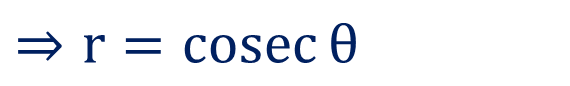 ⇒ r = cosec θ